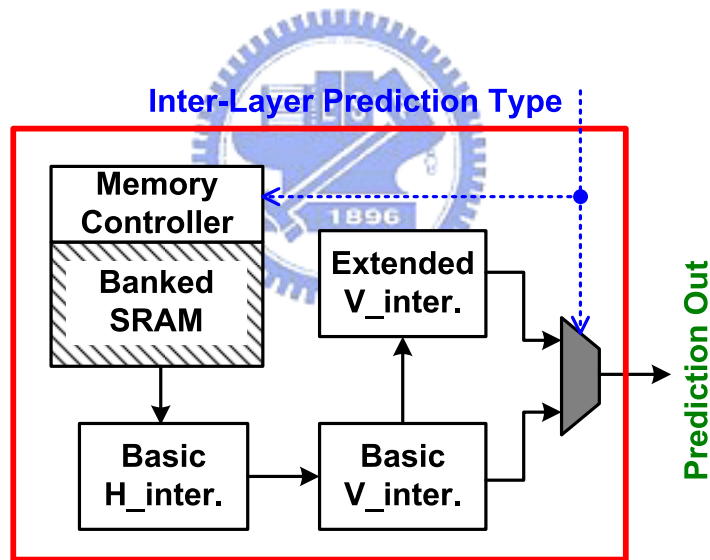 Inter-Layer Prediction Type
Memory
Controller
Banked
SRAM
1896
Extended
V_inter.
Basic
H_inter.
Basic
V_inter.
Prediction Out